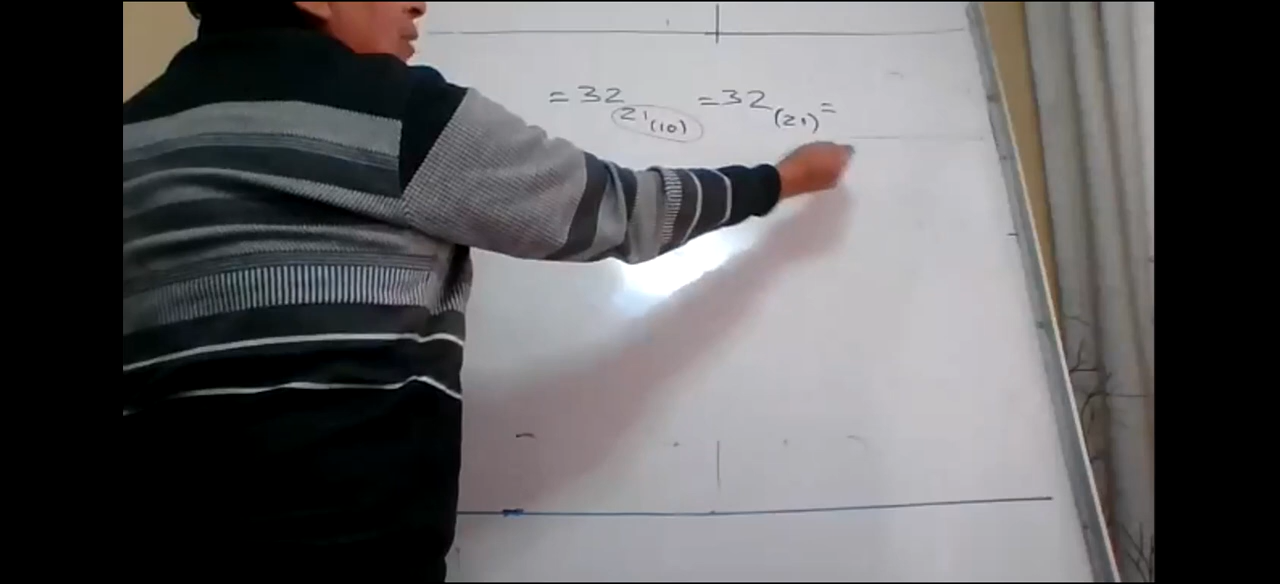 =32 21(10) =32 (21) =